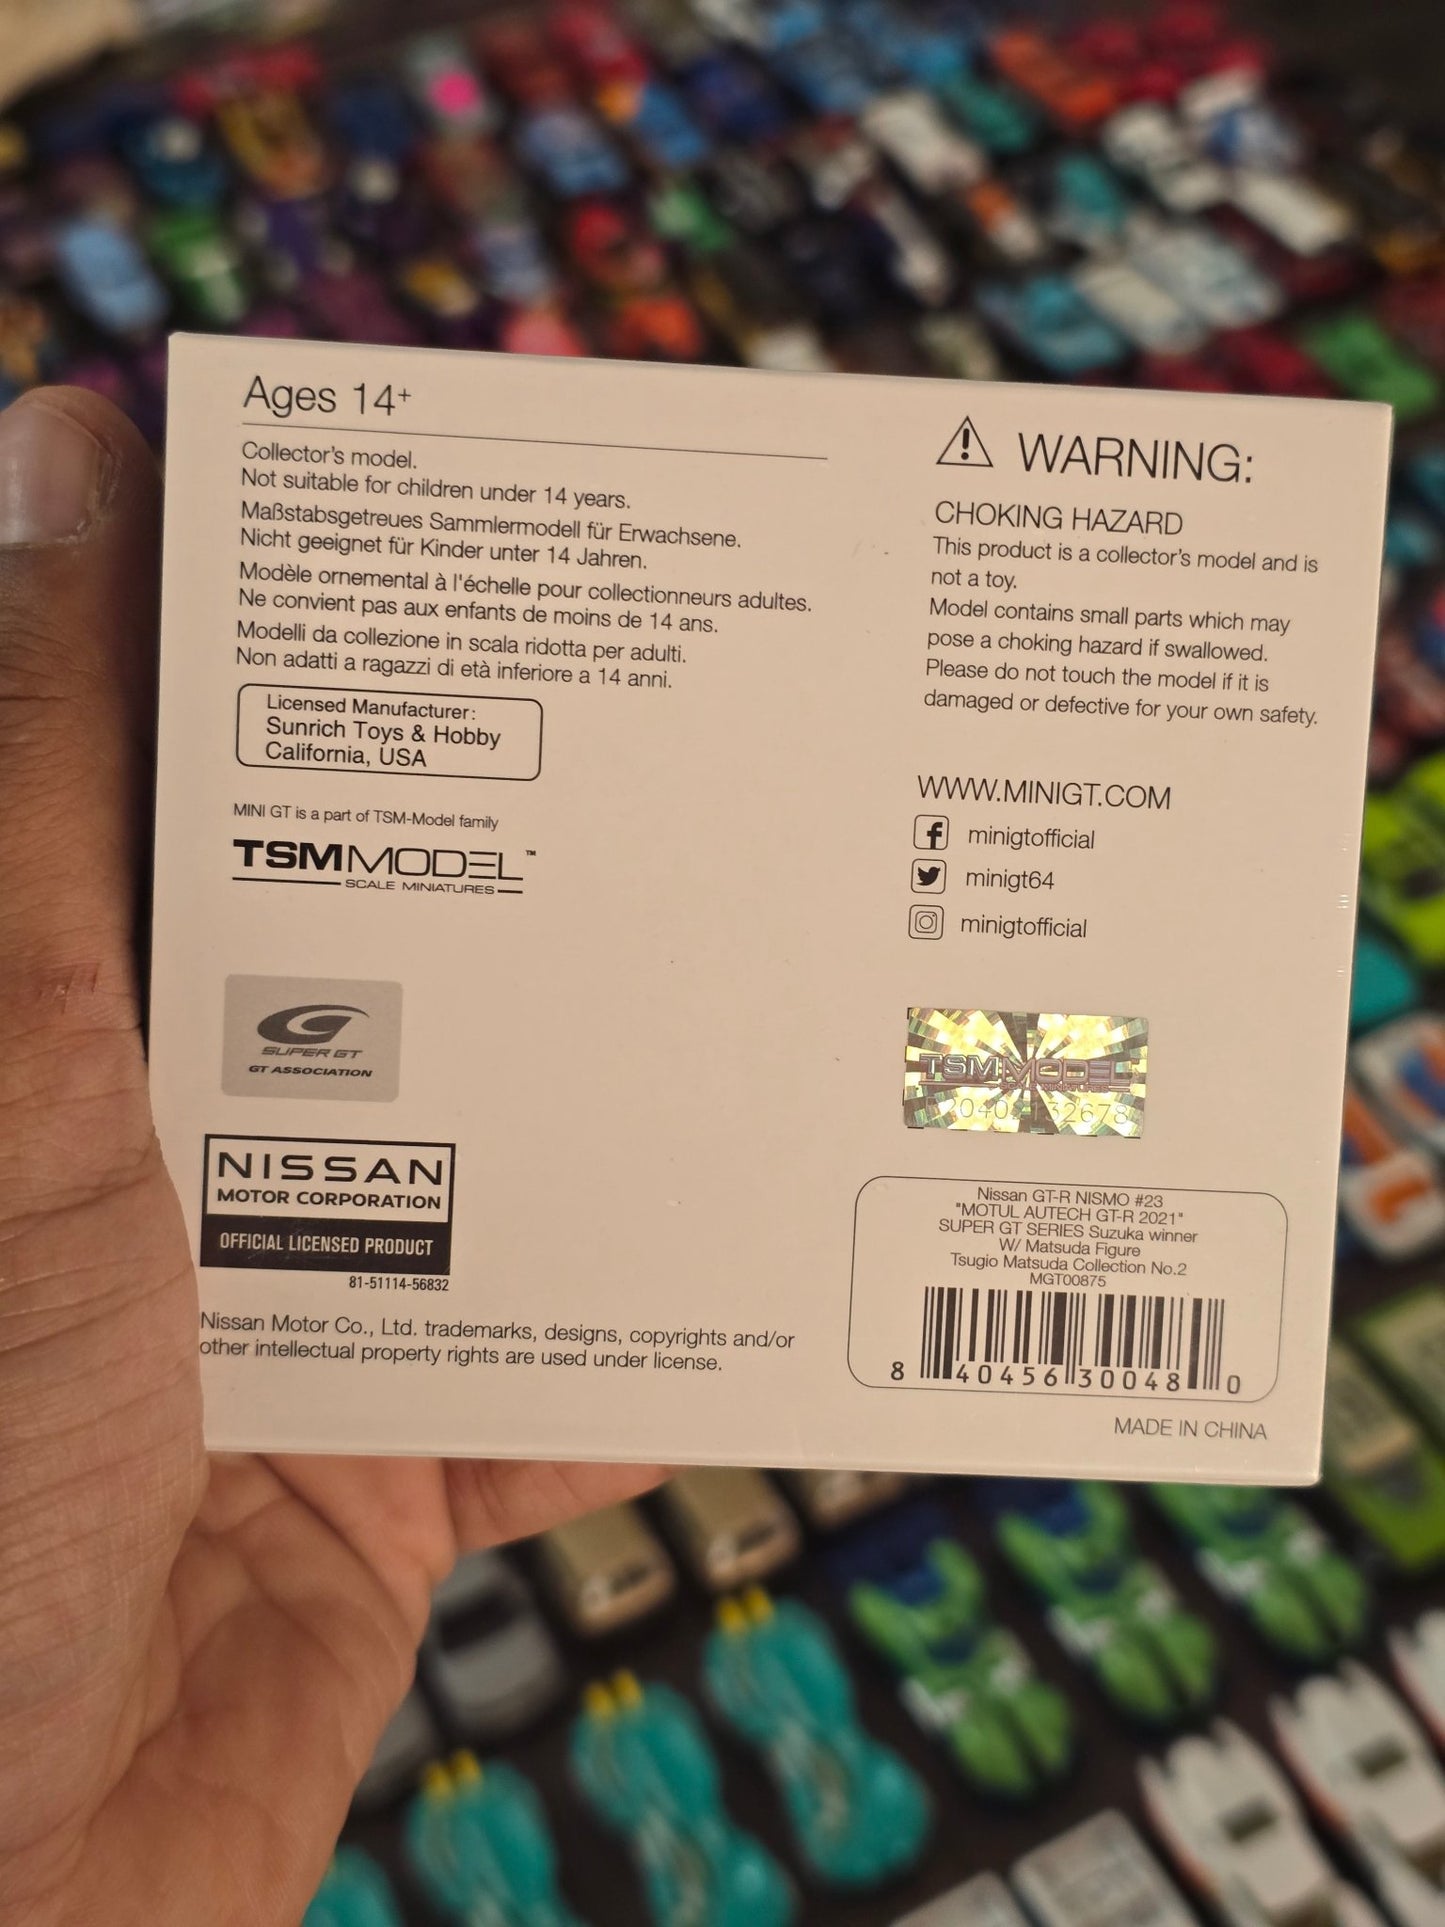 Ages 14+
Collector's model.
Not suitable for children under 14 years.
Maßstabsgetreues Sammlermodell für Erwachsene.
Nicht geeignet für Kinder unter 14 Jahren.
Modèle ornemental à l'échelle pour collectionneurs adultes.
Ne convient pas aux enfants de moins de 14 ans.
Modelli da collezione in scala ridotta per adulti.
Non adatti a ragazzi di età inferiore a 14 anni.
Licensed Manufacturer:
Sunrich Toys & Hobby
California, USA
MINI GT is a part of TSM-Model family
TSMMODEL™
SCALE MINIATURES
SUPER GT
GT ASSOCIATION
NISSAN
MOTOR CORPORATION
OFFICIAL LICENSED PRODUCT
81-51114-56832
Nissan Motor Co., Ltd. trademarks, designs, copyrights and/or
other intellectual property rights are used under license.
WARNING:
CHOKING HAZARD
This product is a collector's model and is
not a toy.
Model contains small parts which may
pose a choking hazard if swallowed.
Please do not touch the model if it is
damaged or defective for your own safety.
WWW.MINIGT.COM
minigtofficial
minigt64
minigtofficial
TSMMODEL
SCALE MINIATURES
Nissan GT-R NISMO #23
"MOTUL AUTECH GT-R 2021"
SUPER GT SERIES Suzuka winner
W/ Matsuda Figure
Tsugio Matsuda Collection No.2
MGT00875
8 40456 30048 0
MADE IN CHINA